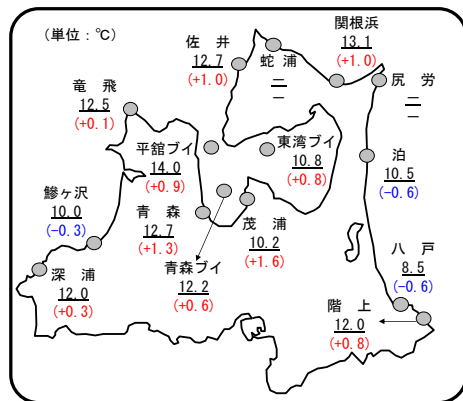 (単位：℃)
佐 井
12.7
(+1.0)
蛇 浦
―
―
関根浜
13.1
(+1.0)
尻 労
―
―
竜 飛
12.5
(+0.1)
平舘ブイ
14.0
(+0.9)
東湾ブイ
10.8
(+0.8)
泊
10.5
(-0.6)
鰺ヶ沢
10.0
(-0.3)
青 森
12.7
(+1.3)
茂 浦
10.2
(+1.6)
青森ブイ
12.2
(+0.6)
深 浦
12.0
(+0.3)
八 戸
8.5
(-0.6)
階 上
12.0
(+0.8)